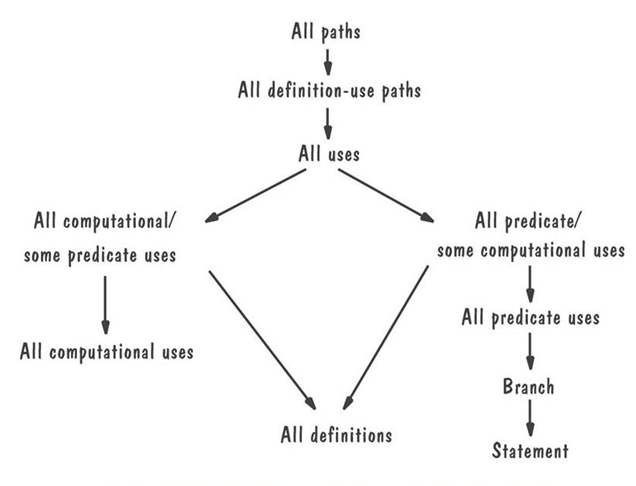 All paths
All definition-use paths
All uses
All computational/
some predicate uses
All predicate/
some computational uses
All predicate uses
All computational uses
Branch
All definitions
Statement